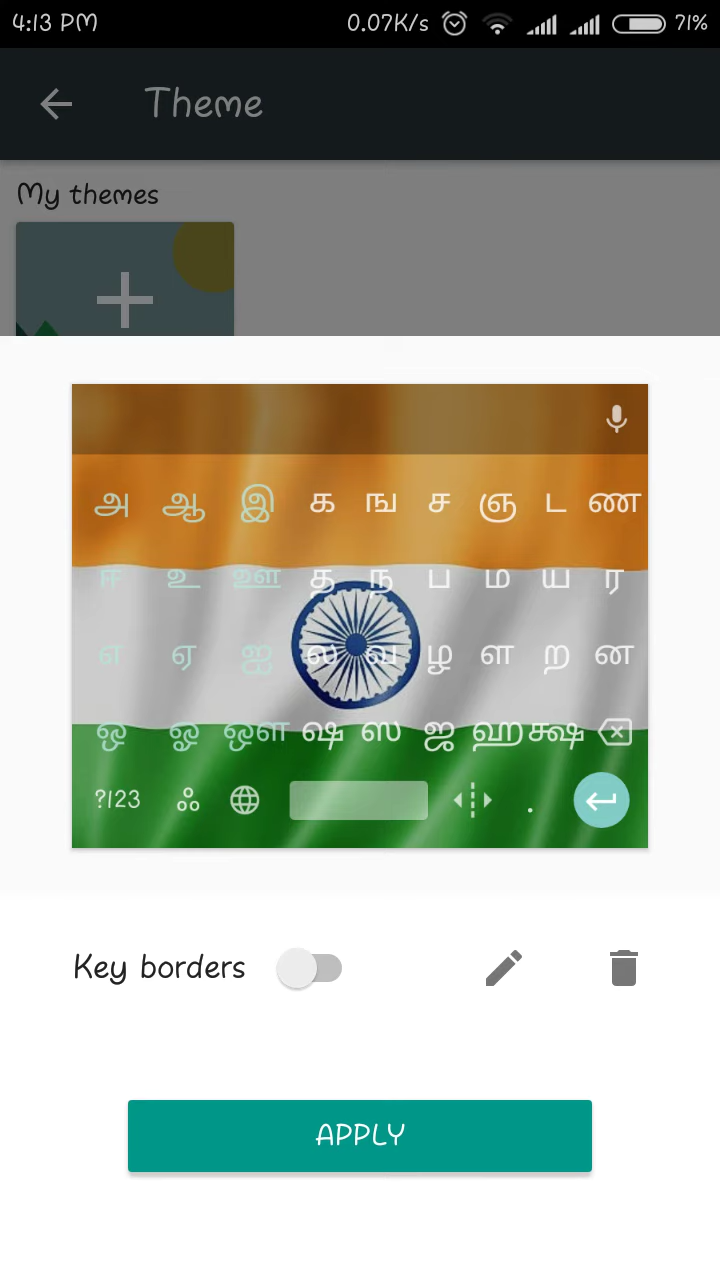 4:13 PM 0.07K/s 71%
Theme
My themes
அ ஆ இ க ங ச ஞ ட ண
ஈ உ ஊ த ந ப ம ய ர
எ ஏ ஐ ல வ ழ ள ற ன
ஒ ஓ ஔ ஷ ஸ ஜ ஹ க்ஷ
?123 .
Key borders
APPLY